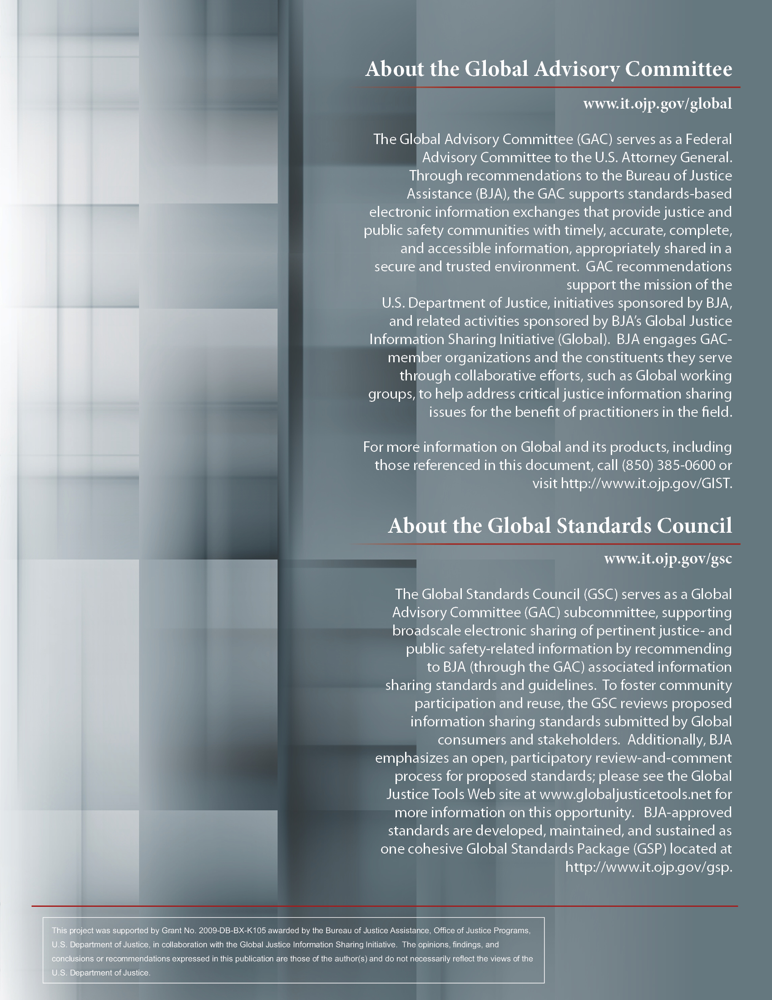 About the Global Advisory Committee
www.it.ojp.gov/global
The Global Advisory Committee (GAC) serves as a Federal
Advisory Committee to the U.S. Attorney General.
Through recommendations to the Bureau of Justice
Assistance (BJA), the GAC supports standards-based
electronic information exchanges that provide justice and
public safety communities with timely, accurate, complete,
and accessible information, appropriately shared in a
secure and trusted environment.  GAC recommendations
support the mission of the
U.S. Department of Justice, initiatives sponsored by BJA,
and related activities sponsored by BJA’s Global Justice
Information Sharing Initiative (Global).  BJA engages GAC-
member organizations and the constituents they serve
through collaborative efforts, such as Global working
groups, to help address critical justice information sharing
issues for the benefit of practitioners in the field.
For more information on Global and its products, including
those referenced in this document, call (850) 385-0600 or
visit http://www.it.ojp.gov/GIST.
About the Global Standards Council
www.it.ojp.gov/gsc
The Global Standards Council (GSC) serves as a Global
Advisory Committee (GAC) subcommittee, supporting
broadscale electronic sharing of pertinent justice- and
public safety-related information by recommending
to BJA (through the GAC) associated information
sharing standards and guidelines.  To foster community
participation and reuse, the GSC reviews proposed
information sharing standards submitted by Global
consumers and stakeholders.  Additionally, BJA
emphasizes an open, participatory review-and-comment
process for proposed standards; please see the Global
Justice Tools Web site at www.globaljusticetools.net for
more information on this opportunity.   BJA-approved
standards are developed, maintained, and sustained as
one cohesive Global Standards Package (GSP) located at
http://www.it.ojp.gov/gsp.
This project was supported by Grant No. 2009-DB-BX-K105 awarded by the Bureau of Justice Assistance, Office of Justice Programs,
U.S. Department of Justice, in collaboration with the Global Justice Information Sharing Initiative.  The opinions, findings, and
conclusions or recommendations expressed in this publication are those of the author(s) and do not necessarily reflect the views of the
U.S. Department of Justice.